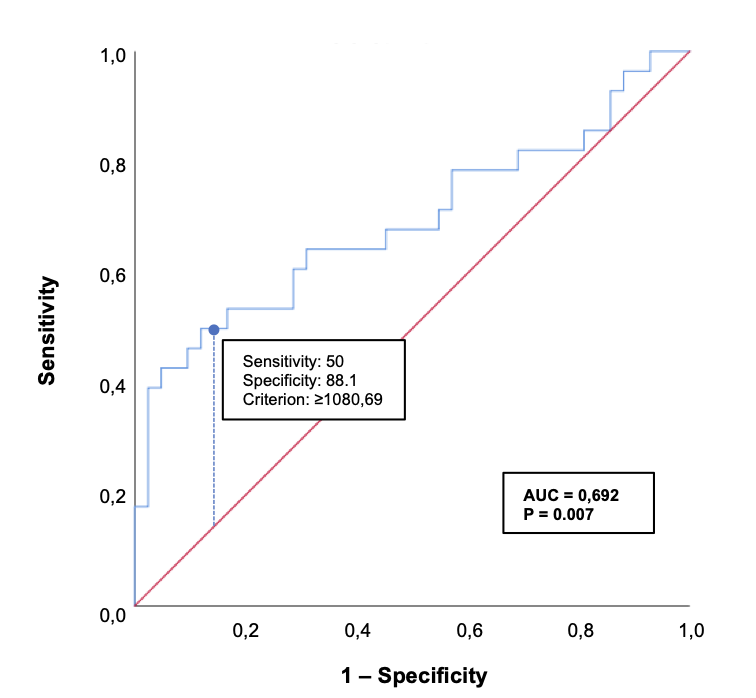 1,0
0,8
0,6
0,4
0,2
0,0
Sensitivity
Sensitivity: 50
Specificity: 88.1
Criterion: ≥1080,69
AUC = 0,692
P = 0.007
0,2 0,4 0,6 0,8 1,0
1 – Specificity